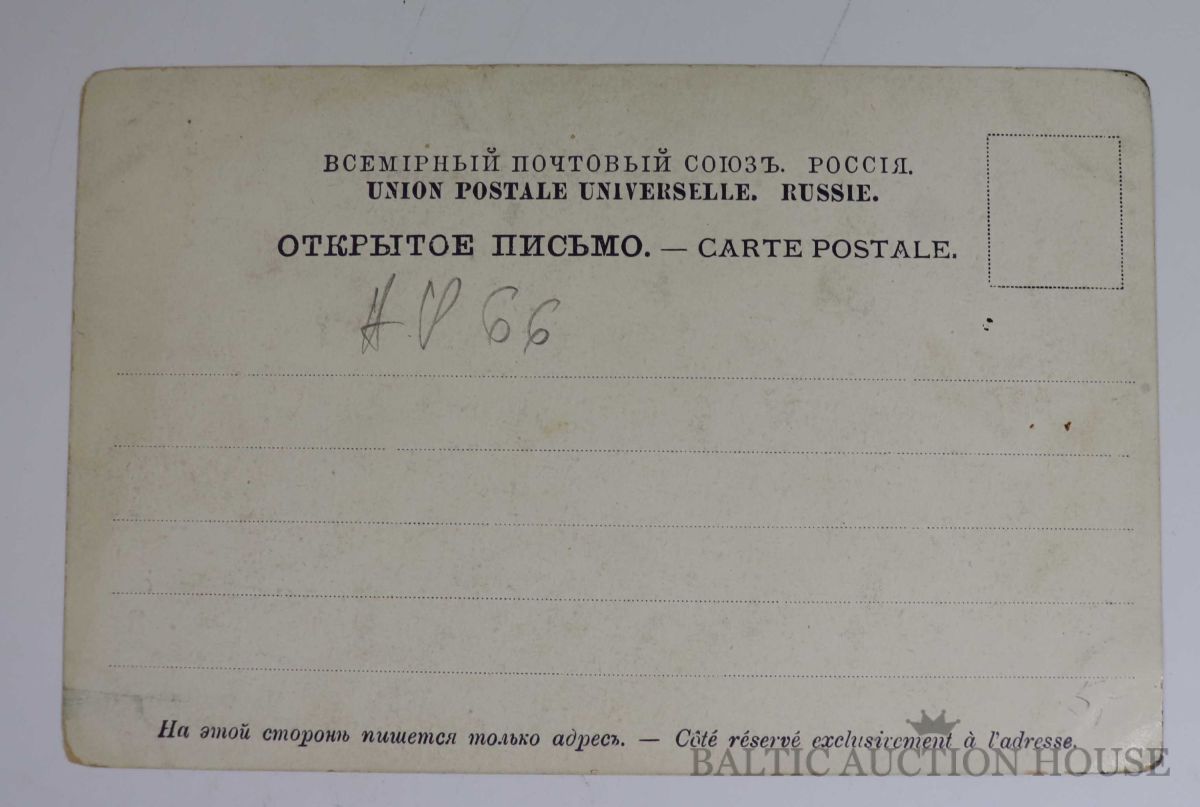 ВСЕМІРНЫЙ ПОЧТОВЫЙ СОЮЗЪ. РОССІЯ.
UNION POSTALE UNIVERSELLE. RUSSIE.
ОТКРЫТОЕ ПИСЬМО. — CARTE POSTALE.
66
5,-
На этой сторонѣ пишется только адресъ. — Côté réservé exclusivement à l'adresse.
BALTIC AUCTION HOUSE